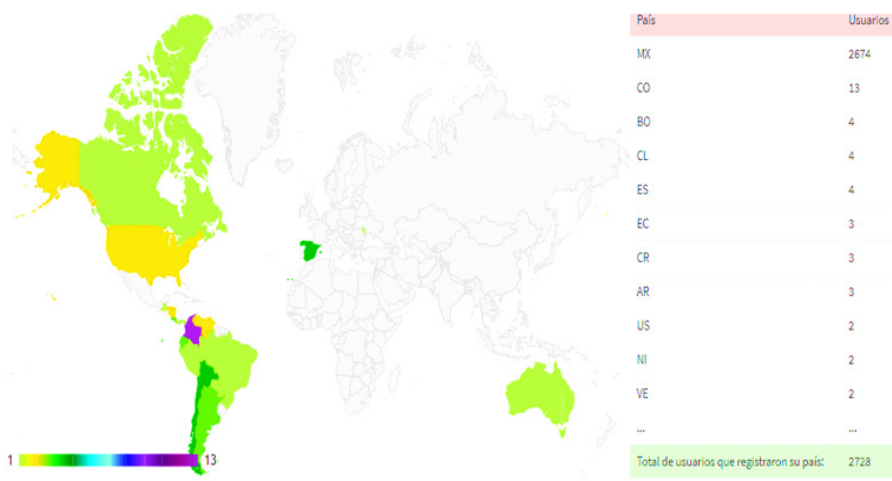 País Usuarios
MX 2674
CO 13
BO 4
CL 4
ES 4
EC 3
CR 3
AR 3
US 2
NI 2
VE 2
... ...
Total de usuarios que registraron su país: 2728
1 13